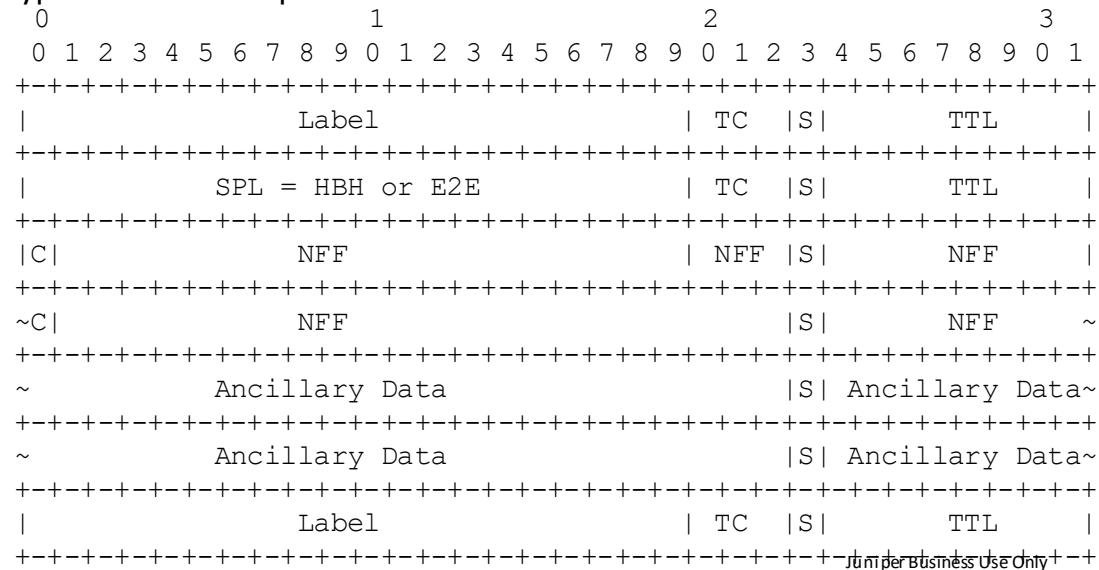 0                   1                   2                   3
 0 1 2 3 4 5 6 7 8 9 0 1 2 3 4 5 6 7 8 9 0 1 2 3 4 5 6 7 8 9 0 1
+-+-+-+-+-+-+-+-+-+-+-+-+-+-+-+-+-+-+-+-+-+-+-+-+-+-+-+-+-+-+-+-+
|                Label                  | TC  |S|      TTL      |
+-+-+-+-+-+-+-+-+-+-+-+-+-+-+-+-+-+-+-+-+-+-+-+-+-+-+-+-+-+-+-+-+
|           SPL = HBH or E2E            | TC  |S|      TTL      |
+-+-+-+-+-+-+-+-+-+-+-+-+-+-+-+-+-+-+-+-+-+-+-+-+-+-+-+-+-+-+-+-+
|C|              NFF                    | NFF |S|      NFF      |
+-+-+-+-+-+-+-+-+-+-+-+-+-+-+-+-+-+-+-+-+-+-+-+-+-+-+-+-+-+-+-+-+
~C|              NFF                          |S|      NFF      ~
+-+-+-+-+-+-+-+-+-+-+-+-+-+-+-+-+-+-+-+-+-+-+-+-+-+-+-+-+-+-+-+-+
~           Ancillary Data                    |S| Ancillary Data~
+-+-+-+-+-+-+-+-+-+-+-+-+-+-+-+-+-+-+-+-+-+-+-+-+-+-+-+-+-+-+-+-+
~           Ancillary Data                    |S| Ancillary Data~
+-+-+-+-+-+-+-+-+-+-+-+-+-+-+-+-+-+-+-+-+-+-+-+-+-+-+-+-+-+-+-+-+
|                Label                  | TC  |S|      TTL      |
+-+-+-+-+-+-+-+-+-+-+-+-+-+-+-+-+-+-+-+-+-+-+-+-+-+-+-+-+-+-+-+-+
Juniper Business Use Only